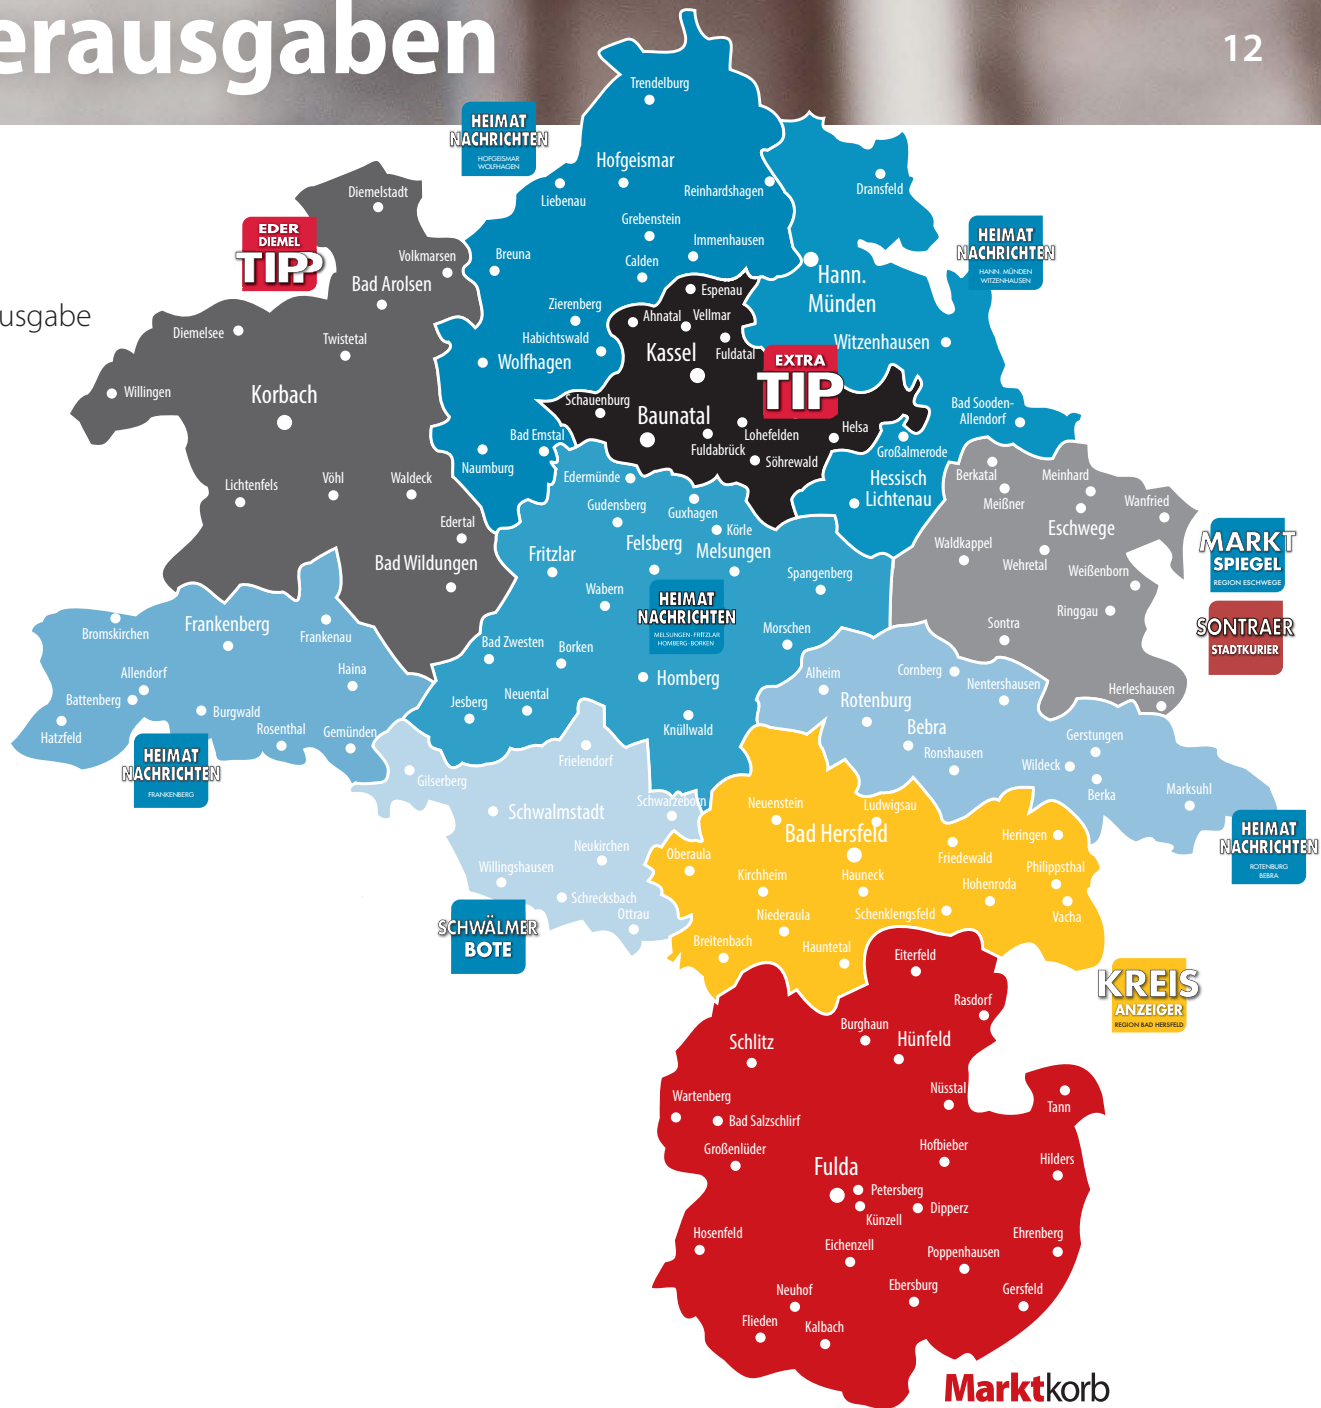 erausgaben
12
usgabe
HEIMAT
NACHRICHTEN
HOFGEISMAR
WOLFHAGEN
Trendelburg
Hofgeismar
Liebenau
Reinhardshagen
Grebenstein
Immenhausen
Calden
Breuna
Zierenberg
Habichtswald
Wolfhagen
Bad Emstal
Naumburg
Dransfeld
HEIMAT
NACHRICHTEN
HANN. MÜNDEN
WITZENHAUSEN
Hann.
Münden
Witzenhausen
Bad Sooden-
Allendorf
Großalmerode
Hessisch
Lichtenau
EDER
DIEMEL
TIPP
Diemelstadt
Volkmarsen
Bad Arolsen
Diemelsee
Twistetal
Willingen
Korbach
Lichtenfels
Vöhl
Waldeck
Edertal
Bad Wildungen
Espenau
Ahnatal
Vellmar
Kassel
Fuldatal
EXTRA
TIP
Schauenburg
Baunatal
Lohefelden
Helsa
Fuldabrück
Söhrewald
Edermünde
Gudensberg
Guxhagen
Körle
Fritzlar
Felsberg
Melsungen
Spangenberg
Wabern
HEIMAT
NACHRICHTEN
MELSUNGEN · FRITZLAR
HOMBERG · BORKEN
Morschen
Bad Zwesten
Borken
Homberg
Jesberg
Neuental
Knüllwald
Berkatal
Meinhard
Meißner
Wanfried
Eschwege
Waldkappel
Wehretal
Weißenborn
Ringgau
Sontra
Herleshausen
MARKT
SPIEGEL
REGION ESCHWEGE
SONTRAER
STADTKURIER
Bromskirchen
Frankenberg
Frankenau
Allendorf
Haina
Battenberg
Burgwald
Hatzfeld
Rosenthal
Gemünden
HEIMAT
NACHRICHTEN
FRANKENBERG
Alheim
Cornberg
Nentershausen
Rotenburg
Bebra
Ronshausen
Gerstungen
Wildeck
Berka
Marksuhl
HEIMAT
NACHRICHTEN
ROTENBURG
BEBRA
Gilserberg
Frielendorf
Schwalmstadt
Schwarzeborn
Neukirchen
Willingshausen
Schrecksbach
Ottrau
SCHWÄLMER
BOTE
Neuenstein
Ludwigsau
Bad Hersfeld
Heringen
Oberaula
Friedewald
Philippsthal
Kirchheim
Hauneck
Hohenroda
Niederaula
Schenklengsfeld
Vacha
Breitenbach
Hauntetal
KREIS
ANZEIGER
REGION BAD HERSFELD
Eiterfeld
Rasdorf
Burghaun
Hünfeld
Schlitz
Nüsstal
Tann
Wartenberg
Bad Salzschlirf
Großenlüder
Hofbieber
Hilders
Fulda
Petersberg
Künzell
Dipperz
Hosenfeld
Ehrenberg
Eichenzell
Poppenhausen
Neuhof
Ebersburg
Gersfeld
Flieden
Kalbach
Marktkorb